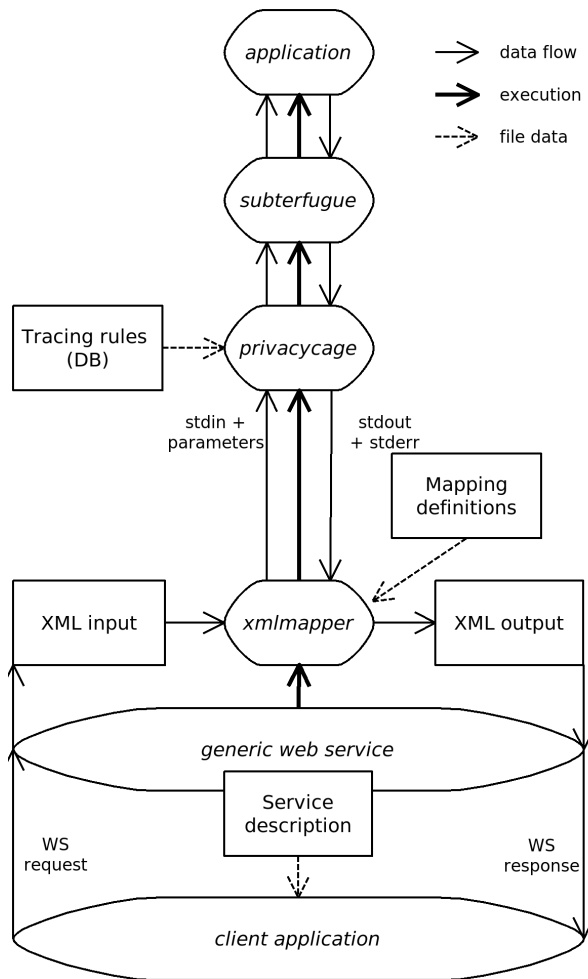 application
data flow
execution
file data
subterfugue
Tracing rules
(DB)
privacycage
stdin +
parameters
stdout
+ stderr
Mapping
definitions
XML input
xmlmapper
XML output
generic web service
Service
description
WS
request
WS
response
client application